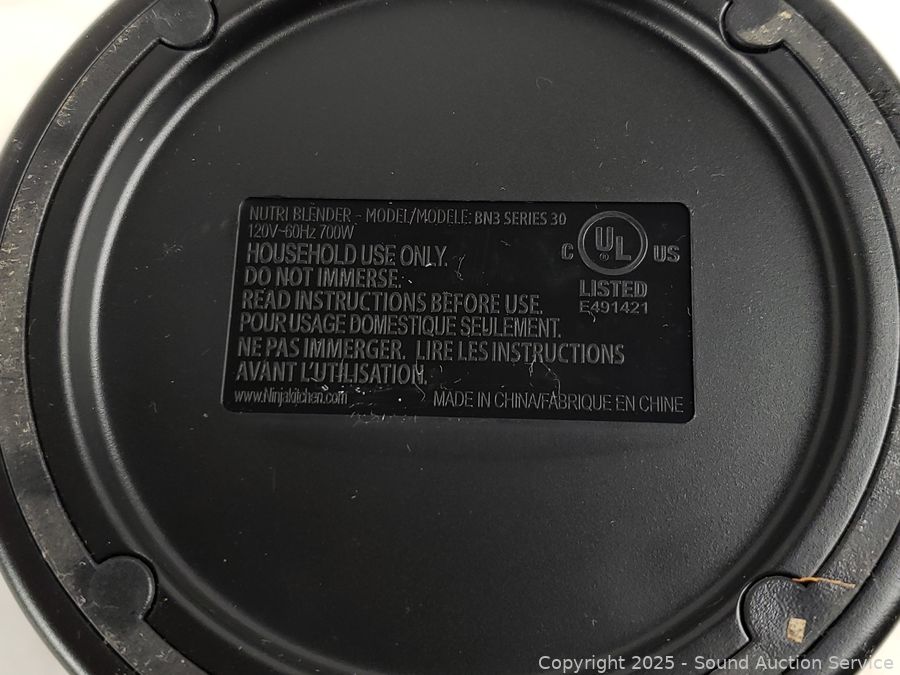 NUTRI BLENDER - MODEL/MODELE: BN3 SERIES 30
120V~60Hz 700W
HOUSEHOLD USE ONLY.
DO NOT IMMERSE.
READ INSTRUCTIONS BEFORE USE.
POUR USAGE DOMESTIQUE SEULEMENT.
NE PAS IMMERGER. LIRE LES INSTRUCTIONS
AVANT L'UTILISATION.
www.Ninjakitchen.com
MADE IN CHINA/FABRIQUE EN CHINE
C UL ® US
LISTED
E491421
Copyright © 2025 - Sound Auction Service